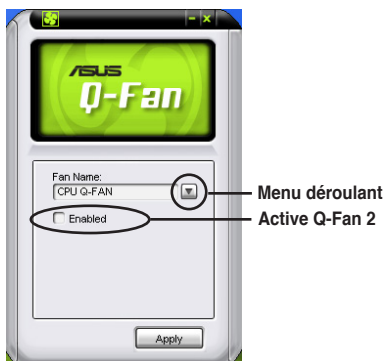 ASUS
Q-Fan
Fan Name:
CPU Q-FAN
Menu déroulant
Enabled
Active Q-Fan 2
Apply